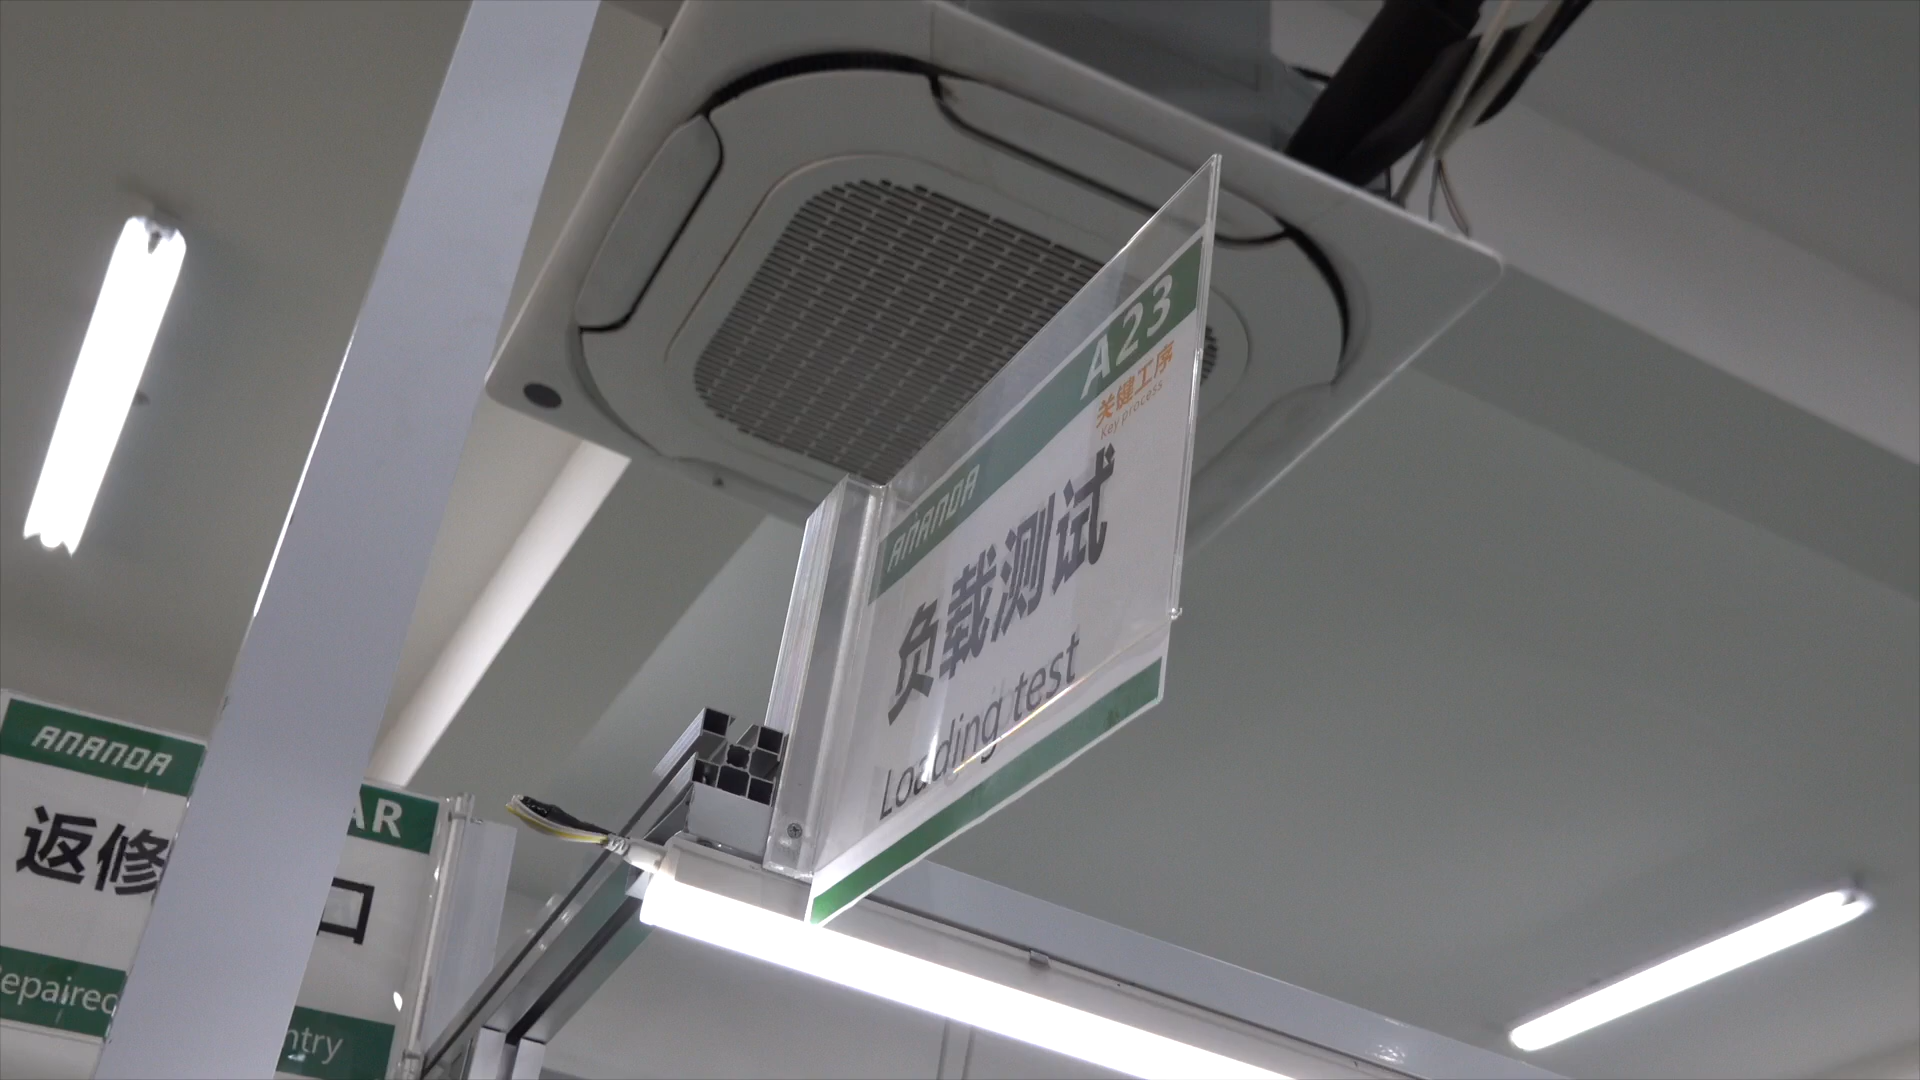 A23
关键工序
Key process
ANANDA
负载测试
Loading test
ANANDA
AR
返修
口
epaired
ntry